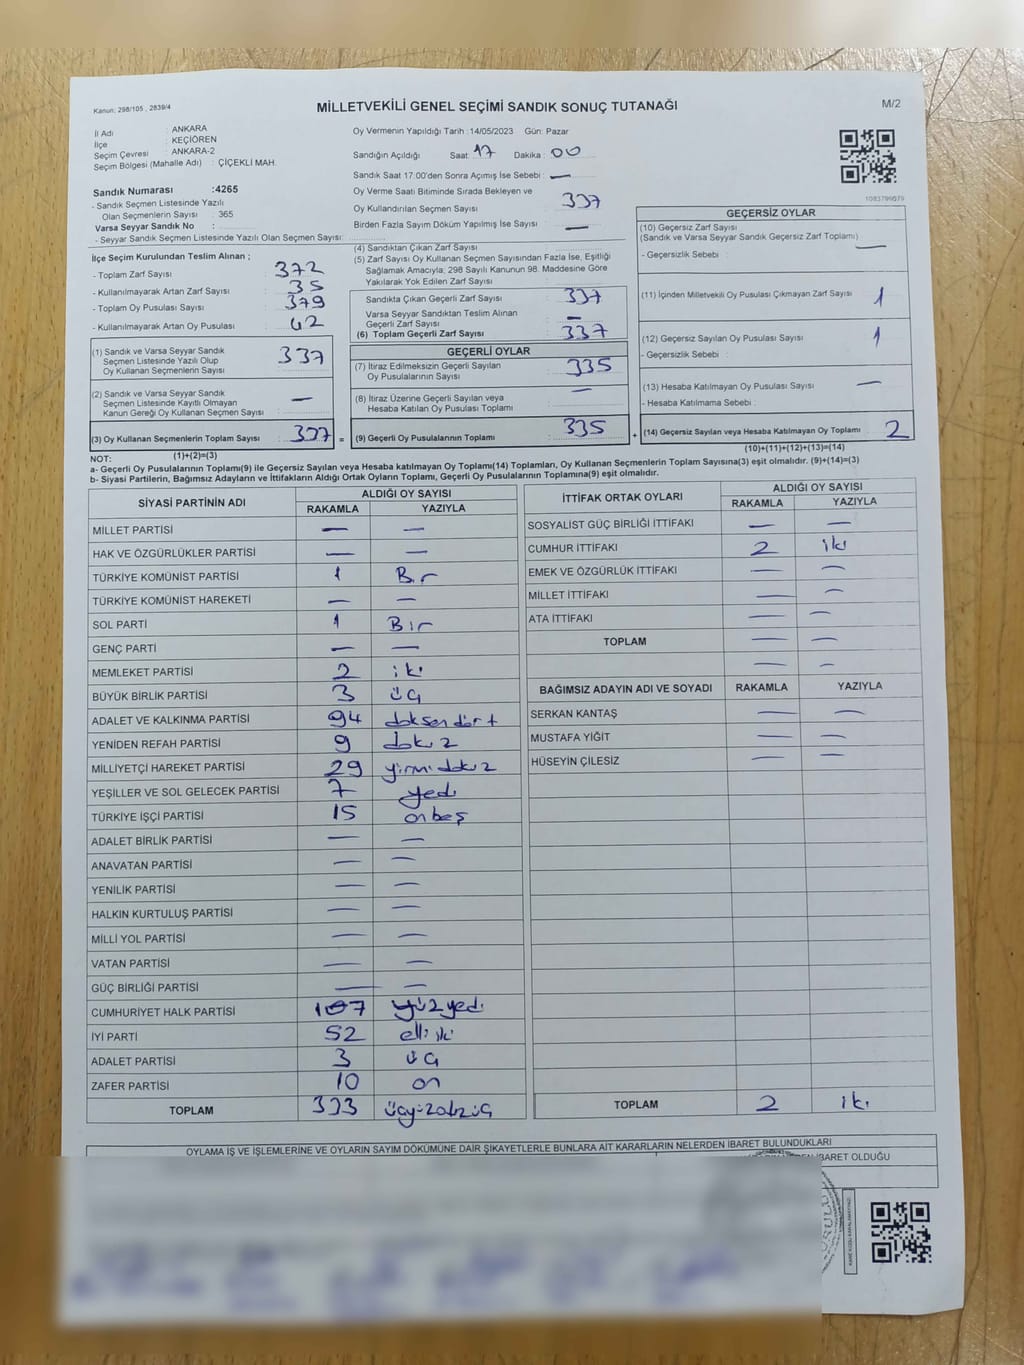 Kanun: 298/105 , 2839/4
MİLLETVEKİLİ GENEL SEÇİMİ SANDIK SONUÇ TUTANAĞI
M/2
İl Adı : ANKARA
İlçe : KEÇİÖREN
Seçim Çevresi : ANKARA-2
Seçim Bölgesi (Mahalle Adı) : ÇİÇEKLİ MAH.
Sandık Numarası :4265
- Sandık Seçmen Listesinde Yazılı
Olan Seçmenlerin Sayısı : 365
Varsa Seyyar Sandık No :
- Seyyar Sandık Seçmen Listesinde Yazılı Olan Seçmen Sayısı:
Oy Vermenin Yapıldığı Tarih :14/05/2023 Gün: Pazar
Sandığın Açıldığı Saat: 17 Dakika : 00
Sandık Saat 17:00'den Sonra Açımış İse Sebebi : —
Oy Verme Saati Bitiminde Sırada Bekleyen ve
Oy Kullandırılan Seçmen Sayısı : 337
Birden Fazla Sayım Döküm Yapılmış İse Sayısı : —
1083799079
İlçe Seçim Kurulundan Teslim Alınan ;
- Toplam Zarf Sayısı : 372
- Kullanılmayarak Artan Zarf Sayısı : 35
- Toplam Oy Pusulası Sayısı : 379
- Kullanılmayarak Artan Oy Pusulası : 42
(1) Sandık ve Varsa Seyyar Sandık
Seçmen Listesinde Yazılı Olup
Oy Kullanan Seçmenlerin Sayısı : 337
(2) Sandık ve Varsa Seyyar Sandık
Seçmen Listesinde Kayıtlı Olmayan
Kanun Gereği Oy Kullanan Seçmen Sayısı : —
(3) Oy Kullanan Seçmenlerin Toplam Sayısı : 337 =
(4) Sandıktan Çıkan Zarf Sayısı :
(5) Zarf Sayısı Oy Kullanan Seçmen Sayısından Fazla İse, Eşitliği
Sağlamak Amacıyla; 298 Sayılı Kanunun 98. Maddesine Göre
Yakılarak Yok Edilen Zarf Sayısı :
Sandıkta Çıkan Geçerli Zarf Sayısı : 337
Varsa Seyyar Sandıktan Teslim Alınan
Geçerli Zarf Sayısı : —
(6) Toplam Geçerli Zarf Sayısı : 337
GEÇERLİ OYLAR
(7) İtiraz Edilmeksizin Geçerli Sayılan
Oy Pusulalarının Sayısı : 335
(8) İtiraz Üzerine Geçerli Sayılan veya
Hesaba Katılan Oy Pusulası Toplamı : —
(9) Geçerli Oy Pusulalarının Toplamı : 335 +
GEÇERSİZ OYLAR
(10) Geçersiz Zarf Sayısı
(Sandık ve Varsa Seyyar Sandık Geçersiz Zarf Toplamı) : —
- Geçersizlik Sebebi :
(11) İçinden Milletvekili Oy Pusulası Çıkmayan Zarf Sayısı : 1
(12) Geçersiz Sayılan Oy Pusulası Sayısı : 1
- Geçersizlik Sebebi :
(13) Hesaba Katılmayan Oy Pusulası Sayısı : —
- Hesaba Katılmama Sebebi :
(14) Geçersiz Sayılan veya Hesaba Katılmayan Oy Toplamı : 2
NOT: (1)+(2)=(3)
(10)+(11)+(12)+(13)=(14)
a- Geçerli Oy Pusulalarının Toplamı(9) ile Geçersiz Sayılan veya Hesaba katılmayan Oy Toplamı(14) Toplamları, Oy Kullanan Seçmenlerin Toplam Sayısına(3) eşit olmalıdır. (9)+(14)=(3)
b- Siyasi Partilerin, Bağımsız Adayların ve İttifakların Aldığı Ortak Oyların Toplamı, Geçerli Oy Pusulalarının Toplamına(9) eşit olmalıdır.
SİYASİ PARTİNİN ADI ALDIĞI OY SAYISI
RAKAMLA YAZIYLA
MİLLET PARTİSİ — —
HAK VE ÖZGÜRLÜKLER PARTİSİ — —
TÜRKİYE KOMÜNİST PARTİSİ 1 Bir
TÜRKİYE KOMÜNİST HAREKETİ — —
SOL PARTİ 1 Bir
GENÇ PARTİ — —
MEMLEKET PARTİSİ 2 iki
BÜYÜK BİRLİK PARTİSİ 3 üç
ADALET VE KALKINMA PARTİSİ 94 doksandört
YENİDEN REFAH PARTİSİ 9 dokuz
MİLLİYETÇİ HAREKET PARTİSİ 29 yirmidokuz
YEŞİLLER VE SOL GELECEK PARTİSİ 7 yedi
TÜRKİYE İŞÇİ PARTİSİ 15 onbeş
ADALET BİRLİK PARTİSİ — —
ANAVATAN PARTİSİ — —
YENİLİK PARTİSİ — —
HALKIN KURTULUŞ PARTİSİ — —
MİLLİ YOL PARTİSİ — —
VATAN PARTİSİ — —
GÜÇ BİRLİĞİ PARTİSİ — —
CUMHURİYET HALK PARTİSİ 107 yüzyedi
İYİ PARTİ 52 elliiki
ADALET PARTİSİ 3 üç
ZAFER PARTİSİ 10 on
TOPLAM 333 üçyüzotuzüç
İTTİFAK ORTAK OYLARI ALDIĞI OY SAYISI
RAKAMLA YAZIYLA
SOSYALİST GÜÇ BİRLİĞİ İTTİFAKI — —
CUMHUR İTTİFAKI 2 iki
EMEK VE ÖZGÜRLÜK İTTİFAKI — —
MİLLET İTTİFAKI — —
ATA İTTİFAKI — —
TOPLAM — —
— —
BAĞIMSIZ ADAYIN ADI VE SOYADI RAKAMLA YAZIYLA
SERKAN KANTAŞ — —
MUSTAFA YİĞİT — —
HÜSEYİN ÇİLESİZ — —
TOPLAM 2 iki
OYLAMA İŞ VE İŞLEMLERİNE VE OYLARIN SAYIM DÖKÜMÜNE DAİR ŞİKAYETLERLE BUNLARA AİT KARARLARIN NELERDEN İBARET BULUNDUKLARI
İBARET OLDUĞU